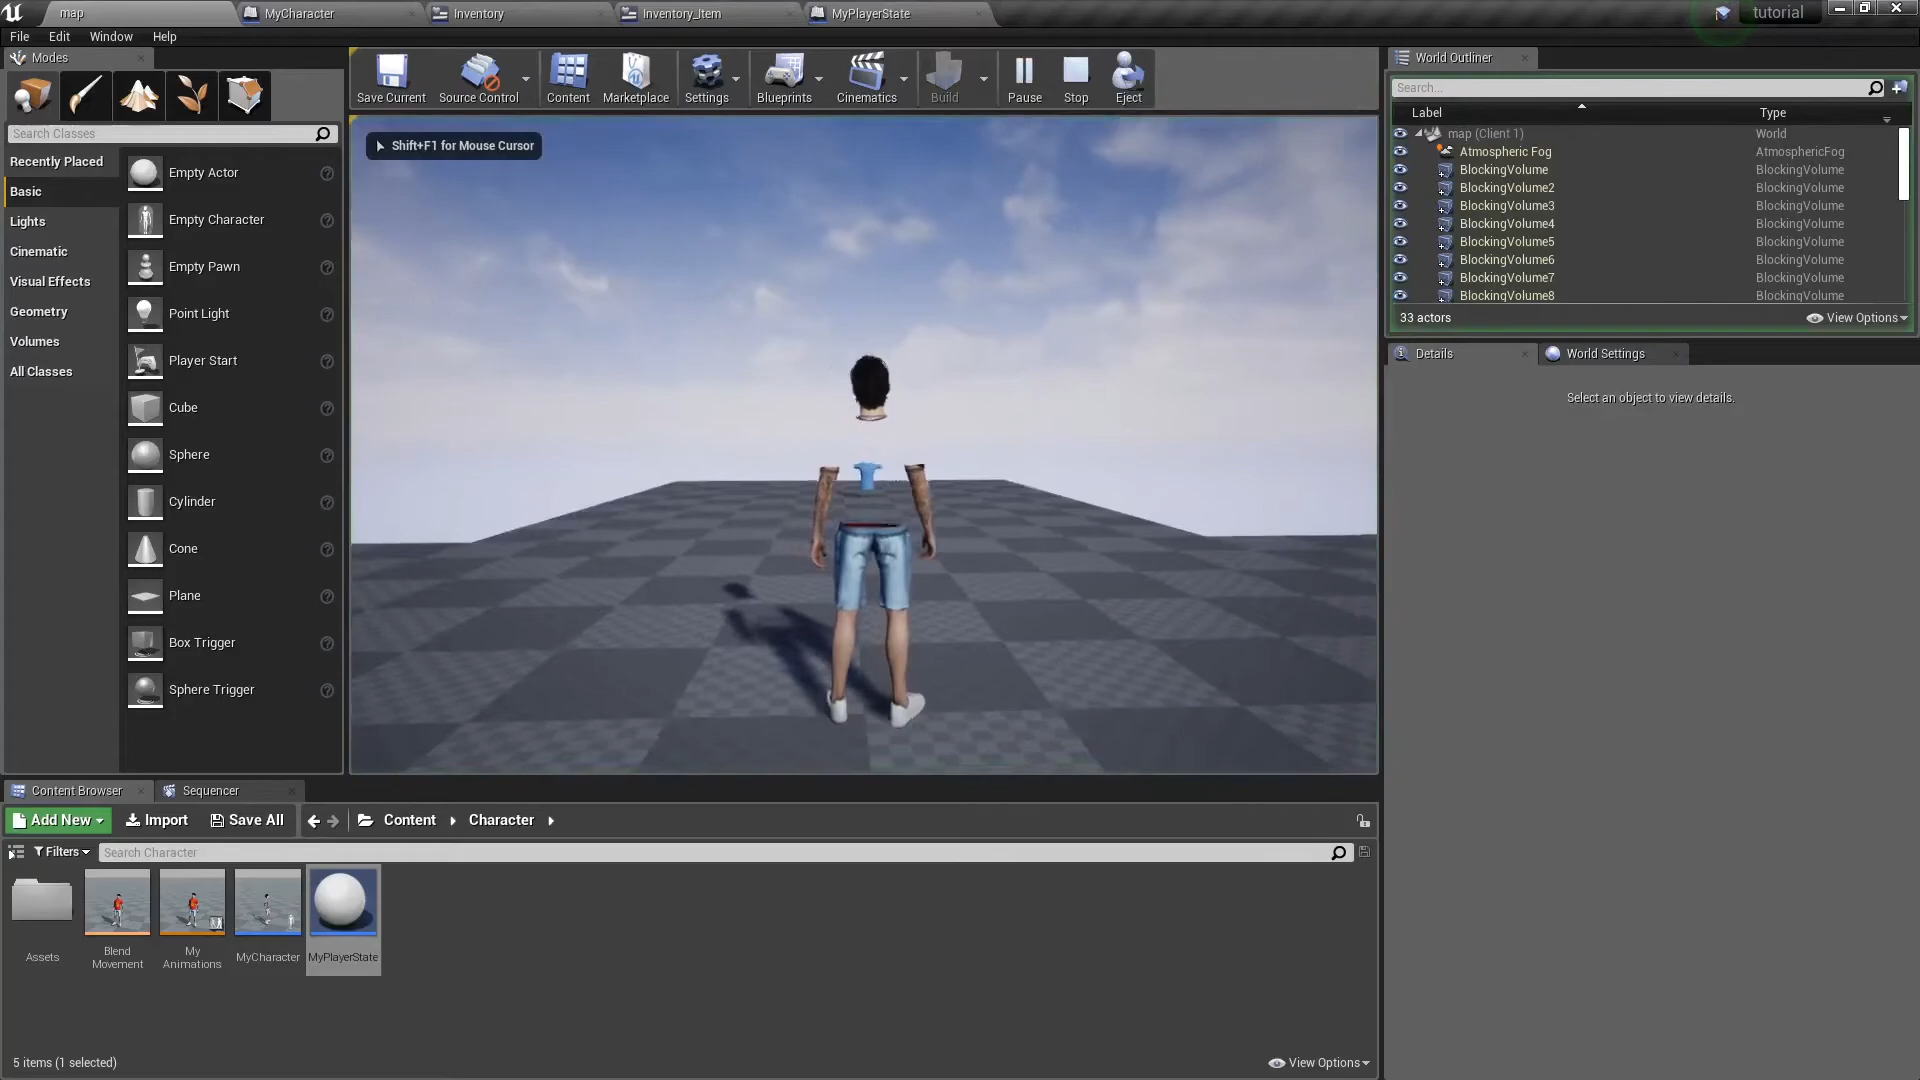 map
MyCharacter
Inventory
Inventory_Item
MyPlayerState
tutorial
File
Edit
Window
Help
Modes
Search Classes
Recently Placed
Basic
Lights
Cinematic
Visual Effects
Geometry
Volumes
All Classes
Empty Actor
Empty Character
Empty Pawn
Point Light
Player Start
Cube
Sphere
Cylinder
Cone
Plane
Box Trigger
Sphere Trigger
Save Current
Source Control
Content
Marketplace
Settings
Blueprints
Cinematics
Build
Pause
Stop
Eject
Shift+F1 for Mouse Cursor
World Outliner
Search...
Label Type
map (Client 1) World
Atmospheric Fog AtmosphericFog
BlockingVolume BlockingVolume
BlockingVolume2 BlockingVolume
BlockingVolume3 BlockingVolume
BlockingVolume4 BlockingVolume
BlockingVolume5 BlockingVolume
BlockingVolume6 BlockingVolume
BlockingVolume7 BlockingVolume
BlockingVolume8 BlockingVolume
33 actors
View Options
Details
World Settings
Select an object to view details.
Content Browser
Sequencer
Add New
Import
Save All
Content
Character
Filters
Search Character
Assets
Blend
Movement
My
Animations
MyCharacter
MyPlayerState
5 items (1 selected)
View Options